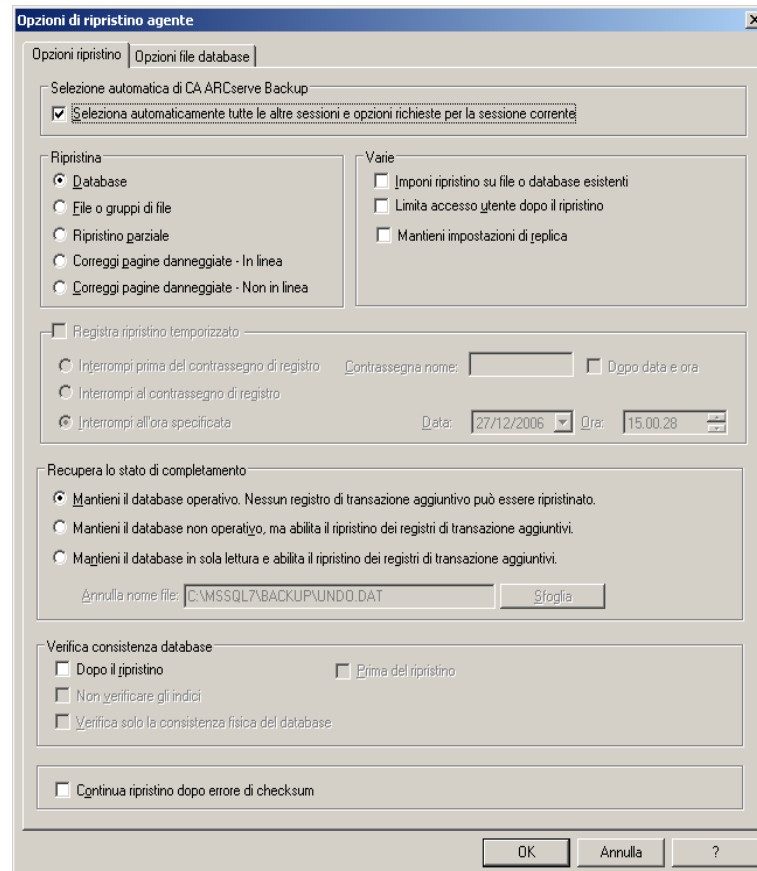 Opzioni di ripristino agente
Opzioni ripristino Opzioni file database
Selezione automatica di CA ARCserve Backup
Seleziona automaticamente tutte le altre sessioni e opzioni richieste per la sessione corrente
Ripristina
Database
File o gruppi di file
Ripristino parziale
Correggi pagine danneggiate - In linea
Correggi pagine danneggiate - Non in linea
Varie
Imponi ripristino su file o database esistenti
Limita accesso utente dopo il ripristino
Mantieni impostazioni di replica
Registra ripristino temporizzato
Interrompi prima del contrassegno di registro Contrassegna nome: Dopo data e ora
Interrompi al contrassegno di registro
Interrompi all'ora specificata Data: 27/12/2006 Ora: 15.00.28
Recupera lo stato di completamento
Mantieni il database operativo. Nessun registro di transazione aggiuntivo può essere ripristinato.
Mantieni il database non operativo, ma abilita il ripristino dei registri di transazione aggiuntivi.
Mantieni il database in sola lettura e abilita il ripristino dei registri di transazione aggiuntivi.
Annulla nome file: C:\MSSQL7\BACKUP\UNDO.DAT Sfoglia
Verifica consistenza database
Dopo il ripristino Prima del ripristino
Non verificare gli indici
Verifica solo la consistenza fisica del database
Continua ripristino dopo errore di checksum
OK Annulla ?